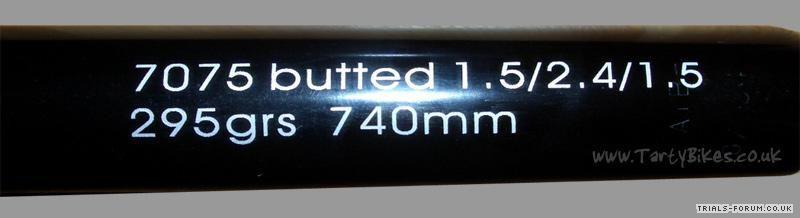 7075 butted 1.5/2.4/1.5
295grs 740mm
www.TartyBikes.co.uk
TRIALS-FORUM.CO.UK